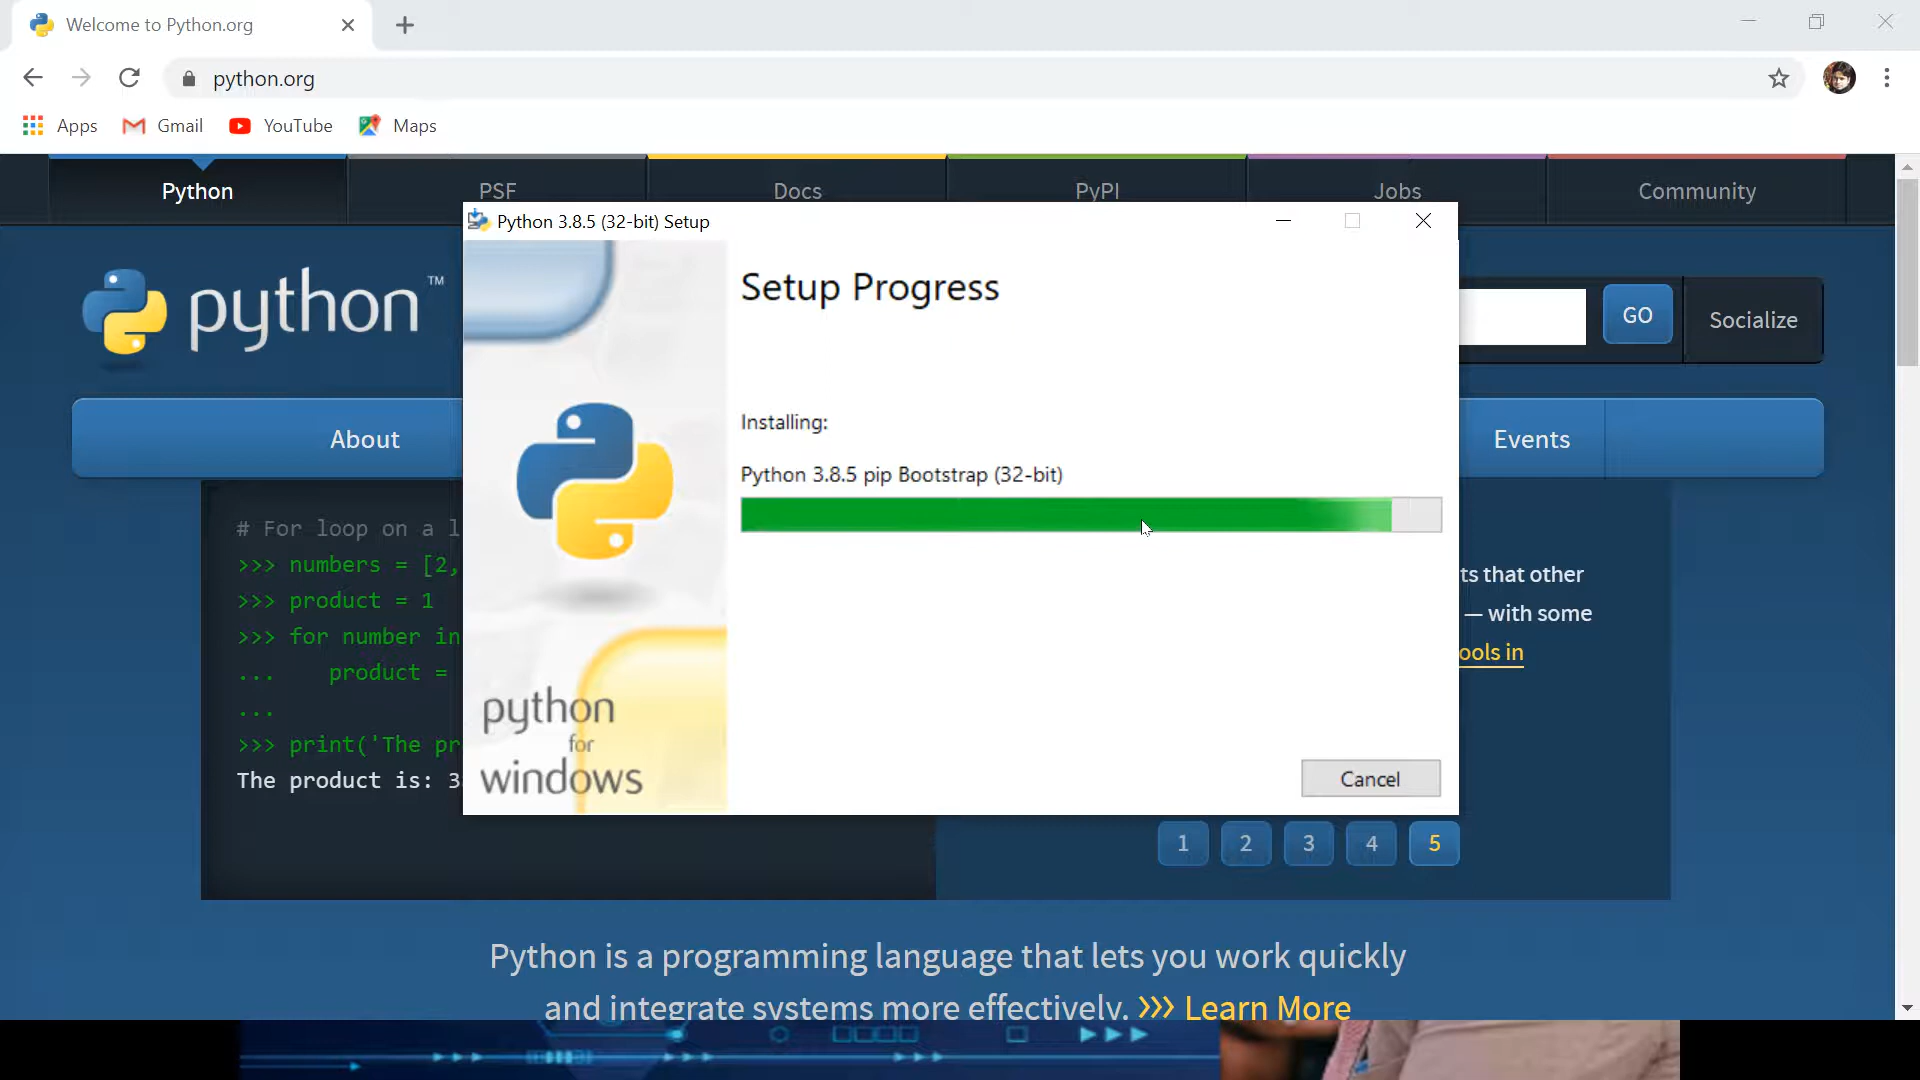 Welcome to Python.org
python.org
Apps
Gmail
YouTube
Maps
Python
PSF
Docs
PyPI
Jobs
Community
Python 3.8.5 (32-bit) Setup
python™
GO
Socialize
About
Events
Setup Progress
Installing:
Python 3.8.5 pip Bootstrap (32-bit)
Cancel
python
for
windows
# For loop on a l
>>> numbers = [2,
>>> product = 1
>>> for number in
... product =
...
>>> print('The pr
The product is: 3
ts that other
— with some
ools in
1 2 3 4 5
Python is a programming language that lets you work quickly
and integrate systems more effectively. >>> Learn More